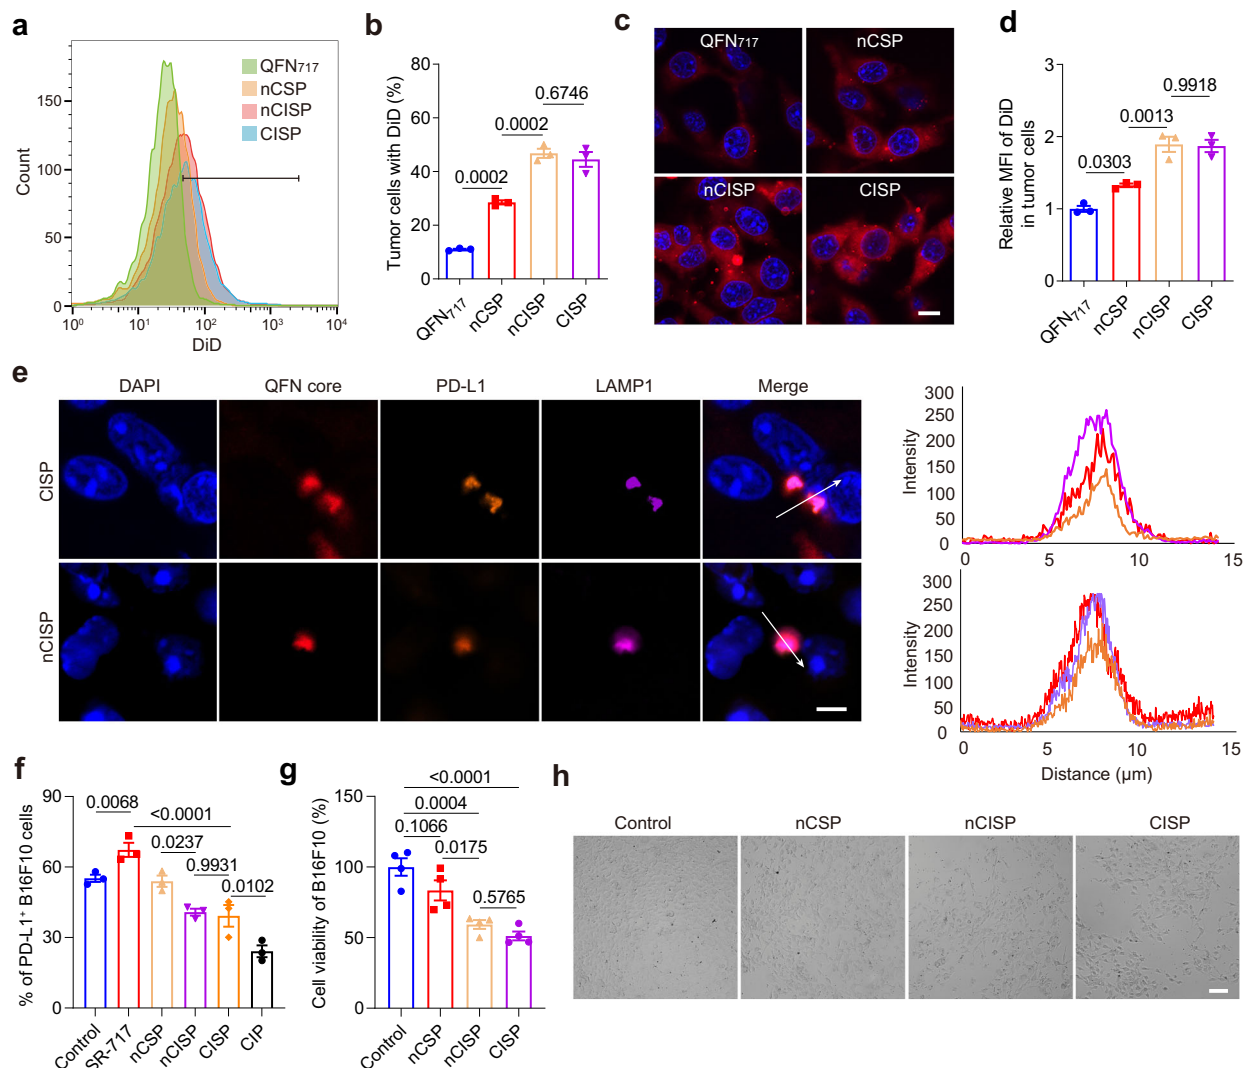 a
QFN717
nCSP
nCISP
CISP
Count
150
100
50
0
10⁰
10¹
10²
10³
10⁴
DiD
b
Tumor cells with DiD (%)
80
60
40
20
0
0.0002
0.0002
0.6746
QFN717
nCSP
nCISP
CISP
c
QFN717
nCSP
nCISP
CISP
d
Relative MFI of DiD
in tumor cells
3
2
1
0
0.0303
0.0013
0.9918
QFN717
nCSP
nCISP
CISP
e
DAPI
QFN core
PD-L1
LAMP1
Merge
CISP
nCISP
Intensity
300
250
200
150
100
50
0
0
5
10
15
Intensity
300
250
200
150
100
50
0
0
5
10
15
Distance (μm)
f
% of PD-L1⁺ B16F10 cells
90
60
30
0
0.0068
<0.0001
0.0237
0.9931
0.0102
Control
SR-717
nCSP
nCISP
CISP
CIP
g
Cell viability of B16F10 (%)
150
100
50
0
<0.0001
0.0004
0.1066
0.0175
0.5765
Control
nCSP
nCISP
CISP
h
Control
nCSP
nCISP
CISP